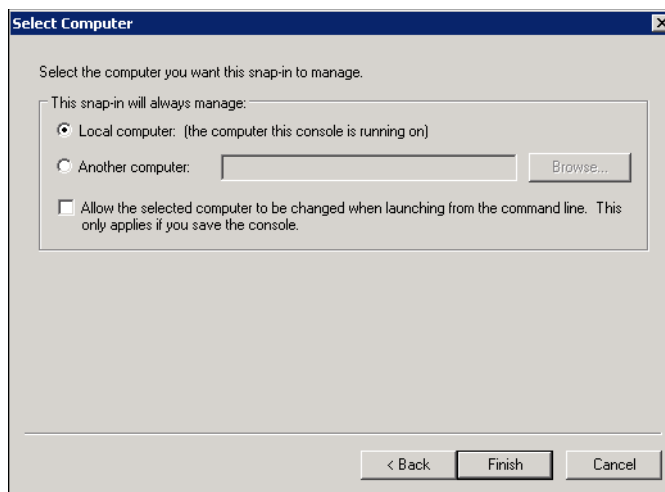 Select Computer
Select the computer you want this snap-in to manage.
This snap-in will always manage:
Local computer: (the computer this console is running on)
Another computer:
Browse...
Allow the selected computer to be changed when launching from the command line. This
only applies if you save the console.
< Back
Finish
Cancel